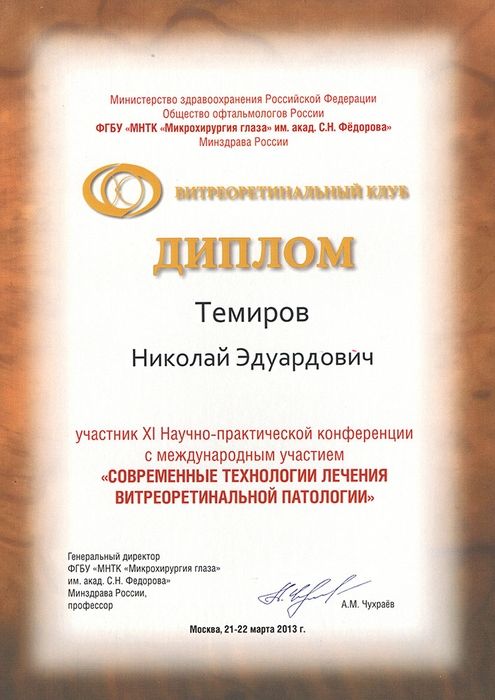 Министерство здравоохранения Российской Федерации
Общество офтальмологов России
ФГБУ «МНТК «Микрохирургия глаза» им. акад. С.Н. Фёдорова»
Минздрава России
ВИТРЕОРЕТИНАЛЬНЫЙ КЛУБ
ДИПЛОМ
Темиров
Николай Эдуардович
участник XI Научно-практической конференции
с международным участием
«СОВРЕМЕННЫЕ ТЕХНОЛОГИИ ЛЕЧЕНИЯ
ВИТРЕОРЕТИНАЛЬНОЙ ПАТОЛОГИИ»
Генеральный директор
ФГБУ «МНТК «Микрохирургия глаза»
им. акад. С.Н. Федорова»
Минздрава России,
профессор
А.М. Чухраёв
Москва, 21-22 марта 2013 г.